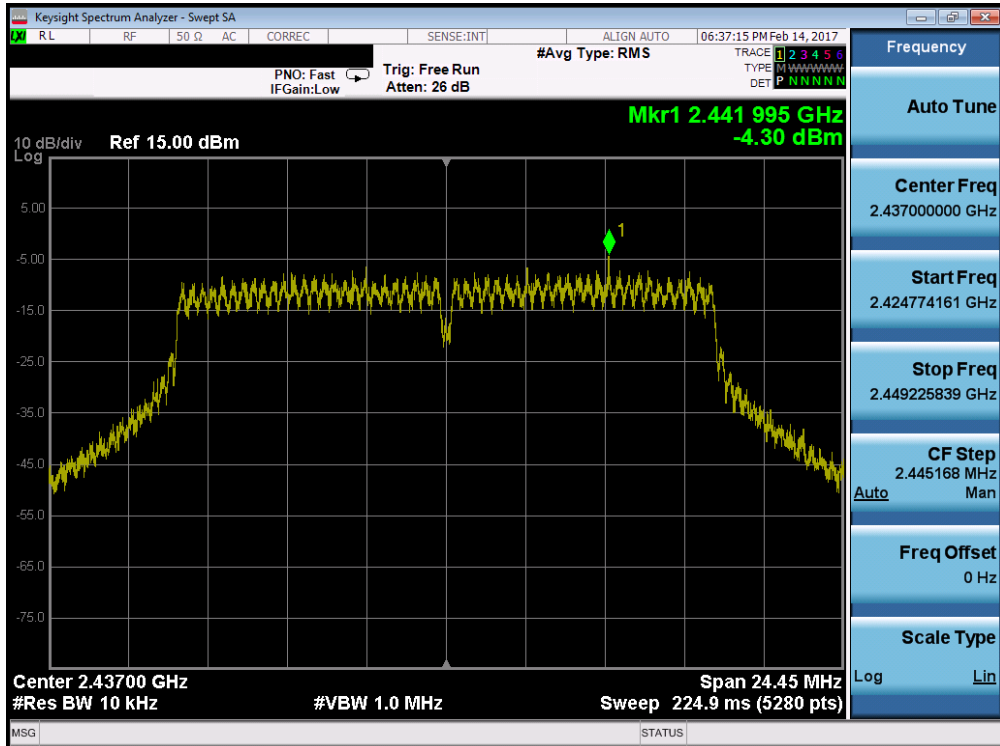 Keysight Spectrum Analyzer - Swept SA
LXI RL RF 50 Ω AC CORREC SENSE:INT ALIGN AUTO 06:37:15 PM Feb 14, 2017
PNO: Fast
IFGain:Low
Trig: Free Run
Atten: 26 dB
#Avg Type: RMS
TRACE 1 2 3 4 5 6
TYPE M WWWWW
DET P N N N N N
Mkr1 2.441 995 GHz
-4.30 dBm
10 dB/div Ref 15.00 dBm
Log
5.00
-5.00
-15.0
-25.0
-35.0
-45.0
-55.0
-65.0
-75.0
1
Center 2.43700 GHz Span 24.45 MHz
#Res BW 10 kHz #VBW 1.0 MHz Sweep 224.9 ms (5280 pts)
MSG STATUS
Frequency
Auto Tune
Center Freq
2.437000000 GHz
Start Freq
2.424774161 GHz
Stop Freq
2.449225839 GHz
CF Step
2.445168 MHz
Auto Man
Freq Offset
0 Hz
Scale Type
Log Lin